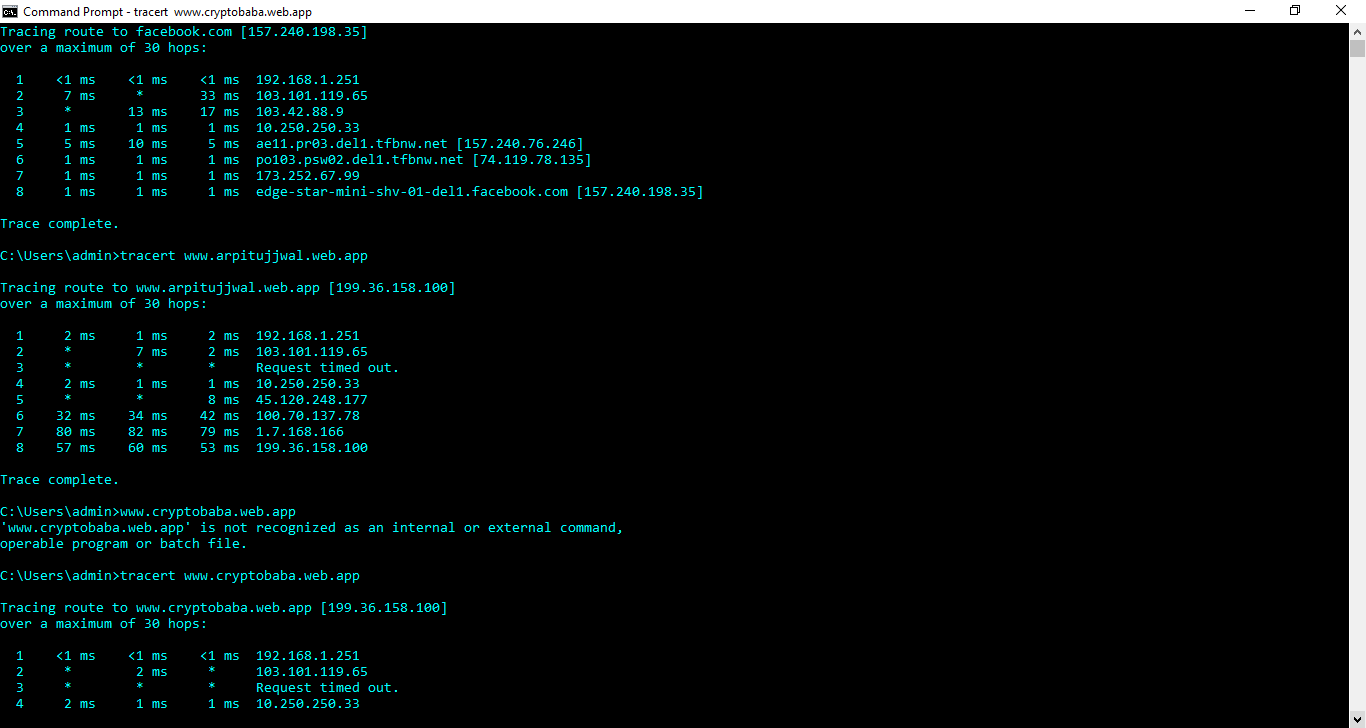 Command Prompt - tracert www.cryptobaba.web.app
Tracing route to facebook.com [157.240.198.35]
over a maximum of 30 hops:
1 <1 ms <1 ms <1 ms 192.168.1.251
2 7 ms * 33 ms 103.101.119.65
3 * 13 ms 17 ms 103.42.88.9
4 1 ms 1 ms 1 ms 10.250.250.33
5 5 ms 10 ms 5 ms ae11.pr03.del1.tfbnw.net [157.240.76.246]
6 1 ms 1 ms 1 ms po103.psw02.del1.tfbnw.net [74.119.78.135]
7 1 ms 1 ms 1 ms 173.252.67.99
8 1 ms 1 ms 1 ms edge-star-mini-shv-01-del1.facebook.com [157.240.198.35]
Trace complete.
C:\Users\admin>tracert www.arpitujjwal.web.app
Tracing route to www.arpitujjwal.web.app [199.36.158.100]
over a maximum of 30 hops:
1 2 ms 1 ms 2 ms 192.168.1.251
2 * 7 ms 2 ms 103.101.119.65
3 * * * Request timed out.
4 2 ms 1 ms 1 ms 10.250.250.33
5 * * 8 ms 45.120.248.177
6 32 ms 34 ms 42 ms 100.70.137.78
7 80 ms 82 ms 79 ms 1.7.168.166
8 57 ms 60 ms 53 ms 199.36.158.100
Trace complete.
C:\Users\admin>www.cryptobaba.web.app
'www.cryptobaba.web.app' is not recognized as an internal or external command,
operable program or batch file.
C:\Users\admin>tracert www.cryptobaba.web.app
Tracing route to www.cryptobaba.web.app [199.36.158.100]
over a maximum of 30 hops:
1 <1 ms <1 ms <1 ms 192.168.1.251
2 * 2 ms * 103.101.119.65
3 * * * Request timed out.
4 2 ms 1 ms 1 ms 10.250.250.33